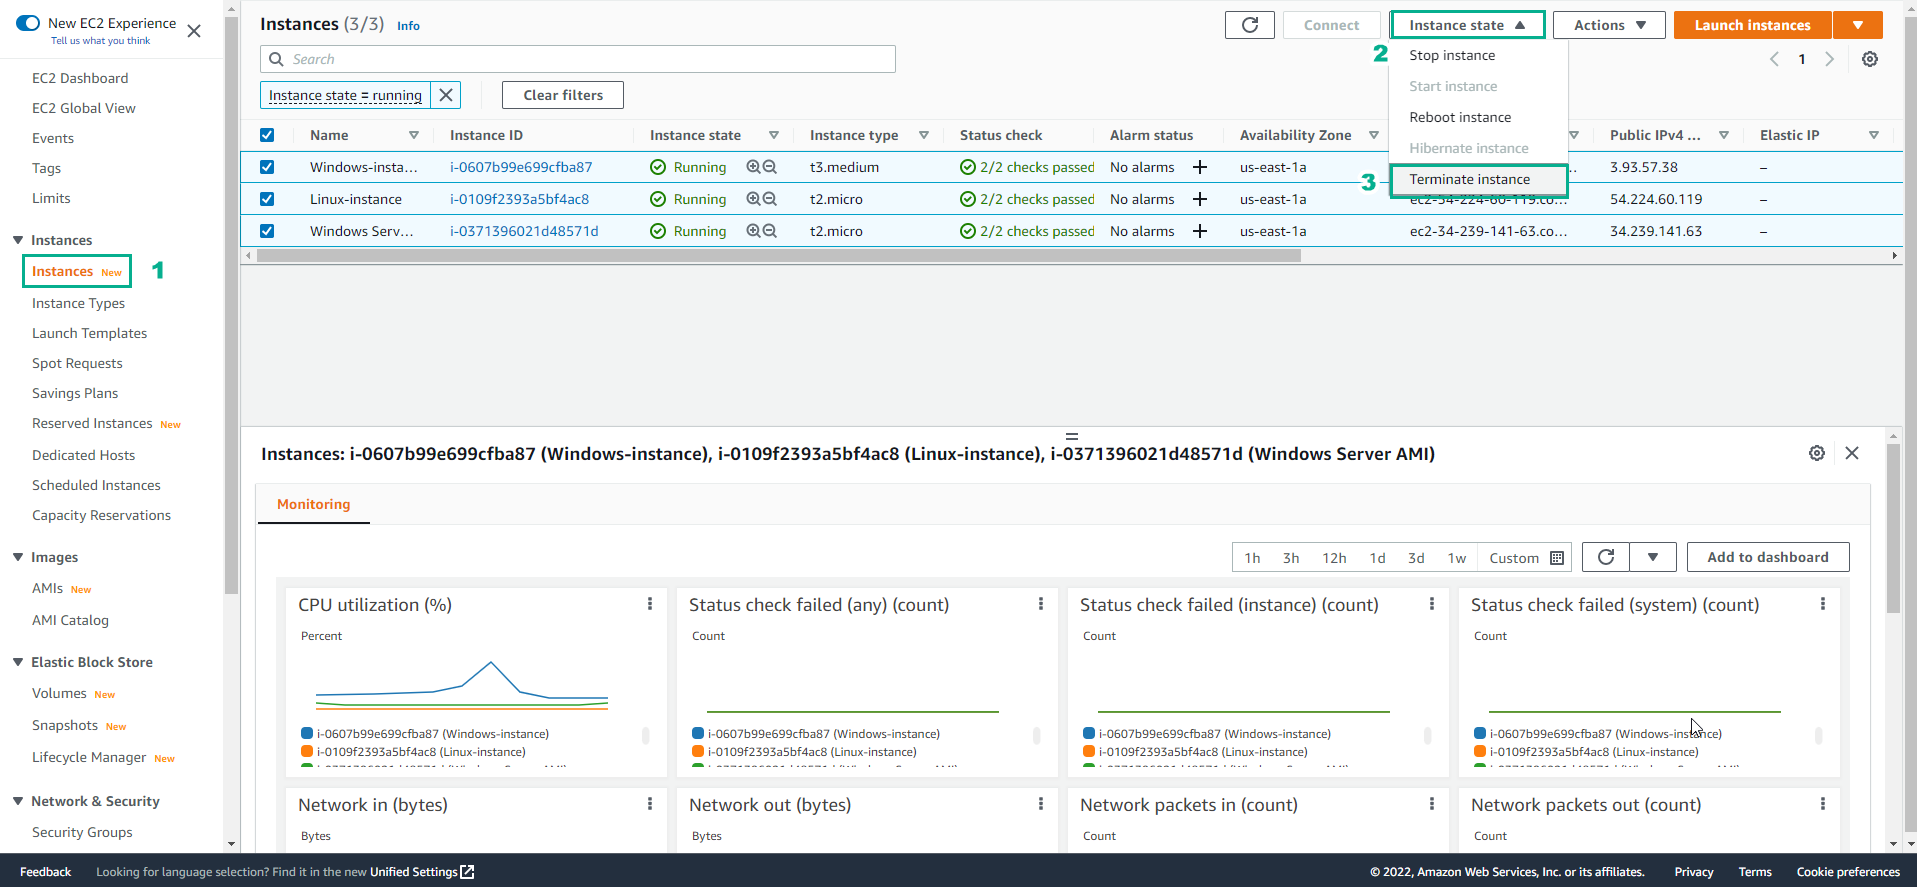 New EC2 Experience
Tell us what you think
EC2 Dashboard
EC2 Global View
Events
Tags
Limits
Instances
Instances New
1
Instance Types
Launch Templates
Spot Requests
Savings Plans
Reserved Instances New
Dedicated Hosts
Scheduled Instances
Capacity Reservations
Images
AMIs New
AMI Catalog
Elastic Block Store
Volumes New
Snapshots New
Lifecycle Manager New
Network & Security
Security Groups
Instances (3/3) Info
Connect
Instance state
Actions
Launch instances
Search
1
2
Stop instance
Start instance
Reboot instance
Hibernate instance
3
Terminate instance
Instance state = running
Clear filters
Name Instance ID Instance state Instance type Status check Alarm status Availability Zone Public IPv4 ... Elastic IP
Windows-insta... i-0607b99e699cfba87 Running t3.medium 2/2 checks passed No alarms + us-east-1a 3.93.57.38 –
Linux-instance i-0109f2393a5bf4ac8 Running t2.micro 2/2 checks passed No alarms + us-east-1a ec2-54-224-60-119.co... 54.224.60.119 –
Windows Serv... i-0371396021d48571d Running t2.micro 2/2 checks passed No alarms + us-east-1a ec2-34-239-141-63.co... 34.239.141.63 –
Instances: i-0607b99e699cfba87 (Windows-instance), i-0109f2393a5bf4ac8 (Linux-instance), i-0371396021d48571d (Windows Server AMI)
Monitoring
1h 3h 12h 1d 3d 1w Custom
Add to dashboard
CPU utilization (%)
Percent
i-0607b99e699cfba87 (Windows-instance)
i-0109f2393a5bf4ac8 (Linux-instance)
Status check failed (any) (count)
Count
i-0607b99e699cfba87 (Windows-instance)
i-0109f2393a5bf4ac8 (Linux-instance)
Status check failed (instance) (count)
Count
i-0607b99e699cfba87 (Windows-instance)
i-0109f2393a5bf4ac8 (Linux-instance)
Status check failed (system) (count)
Count
i-0607b99e699cfba87 (Windows-instance)
i-0109f2393a5bf4ac8 (Linux-instance)
Network in (bytes)
Bytes
Network out (bytes)
Bytes
Network packets in (count)
Count
Network packets out (count)
Count
Feedback Looking for language selection? Find it in the new Unified Settings © 2022, Amazon Web Services, Inc. or its affiliates. Privacy Terms Cookie preferences